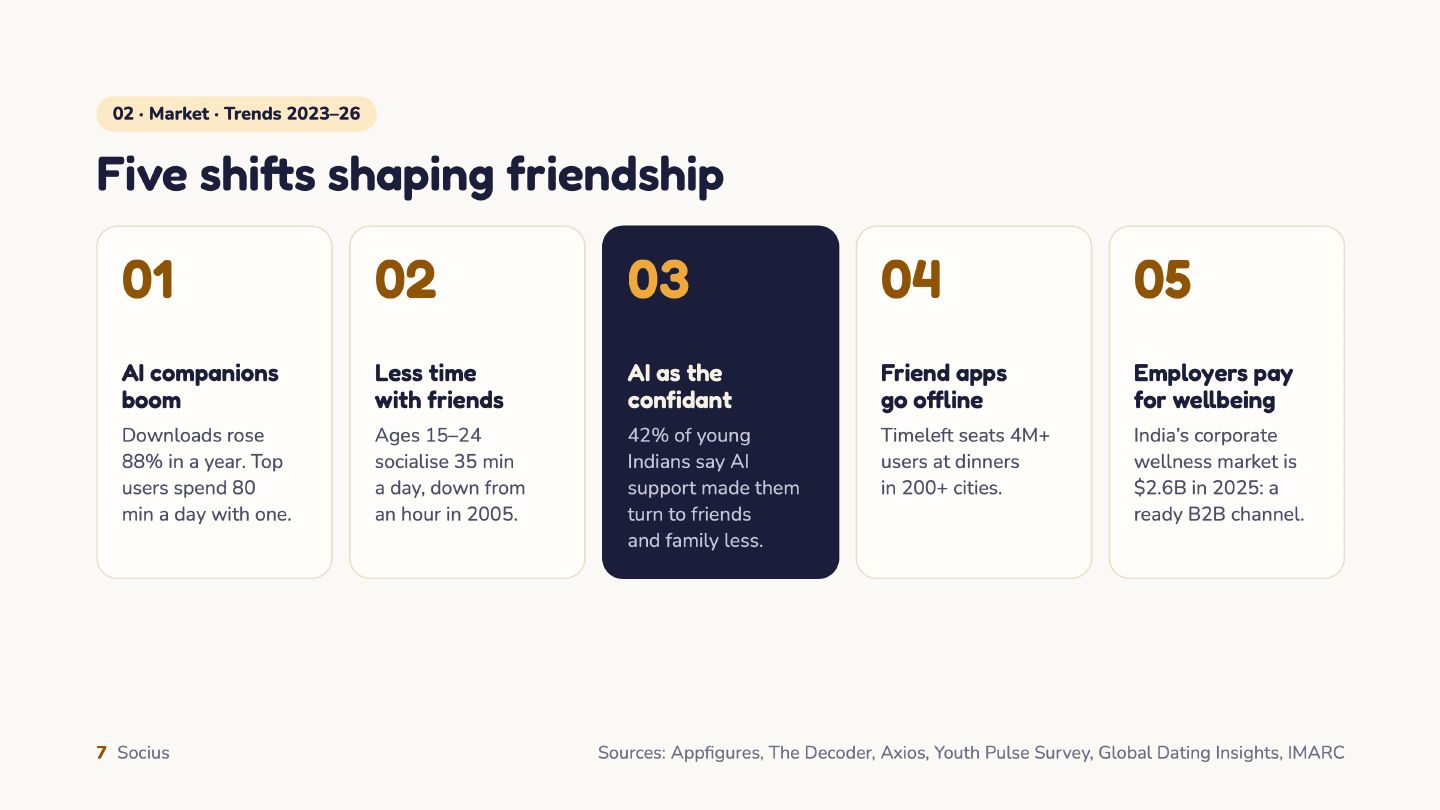 02 · Market · Trends 2023–26
Five shifts shaping friendship
01
AI companions
boom
Downloads rose
88% in a year. Top
users spend 80
min a day with one.
02
Less time
with friends
Ages 15–24
socialise 35 min
a day, down from
an hour in 2005.
03
AI as the
confidant
42% of young
Indians say AI
support made them
turn to friends
and family less.
04
Friend apps
go offline
Timeleft seats 4M+
users at dinners
in 200+ cities.
05
Employers pay
for wellbeing
India’s corporate
wellness market is
$2.6B in 2025: a
ready B2B channel.
7 Socius
Sources: Appfigures, The Decoder, Axios, Youth Pulse Survey, Global Dating Insights, IMARC